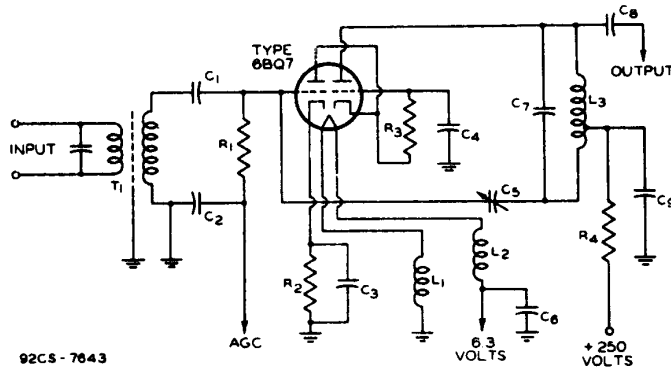 TYPE
6BQ7
C8
OUTPUT
C1
C7
L3
INPUT
T1
R1
R3
C4
C2
C5
C9
R4
L2
R2
C3
L1
C6
AGC
6.3
VOLTS
+250
VOLTS
92CS-7643